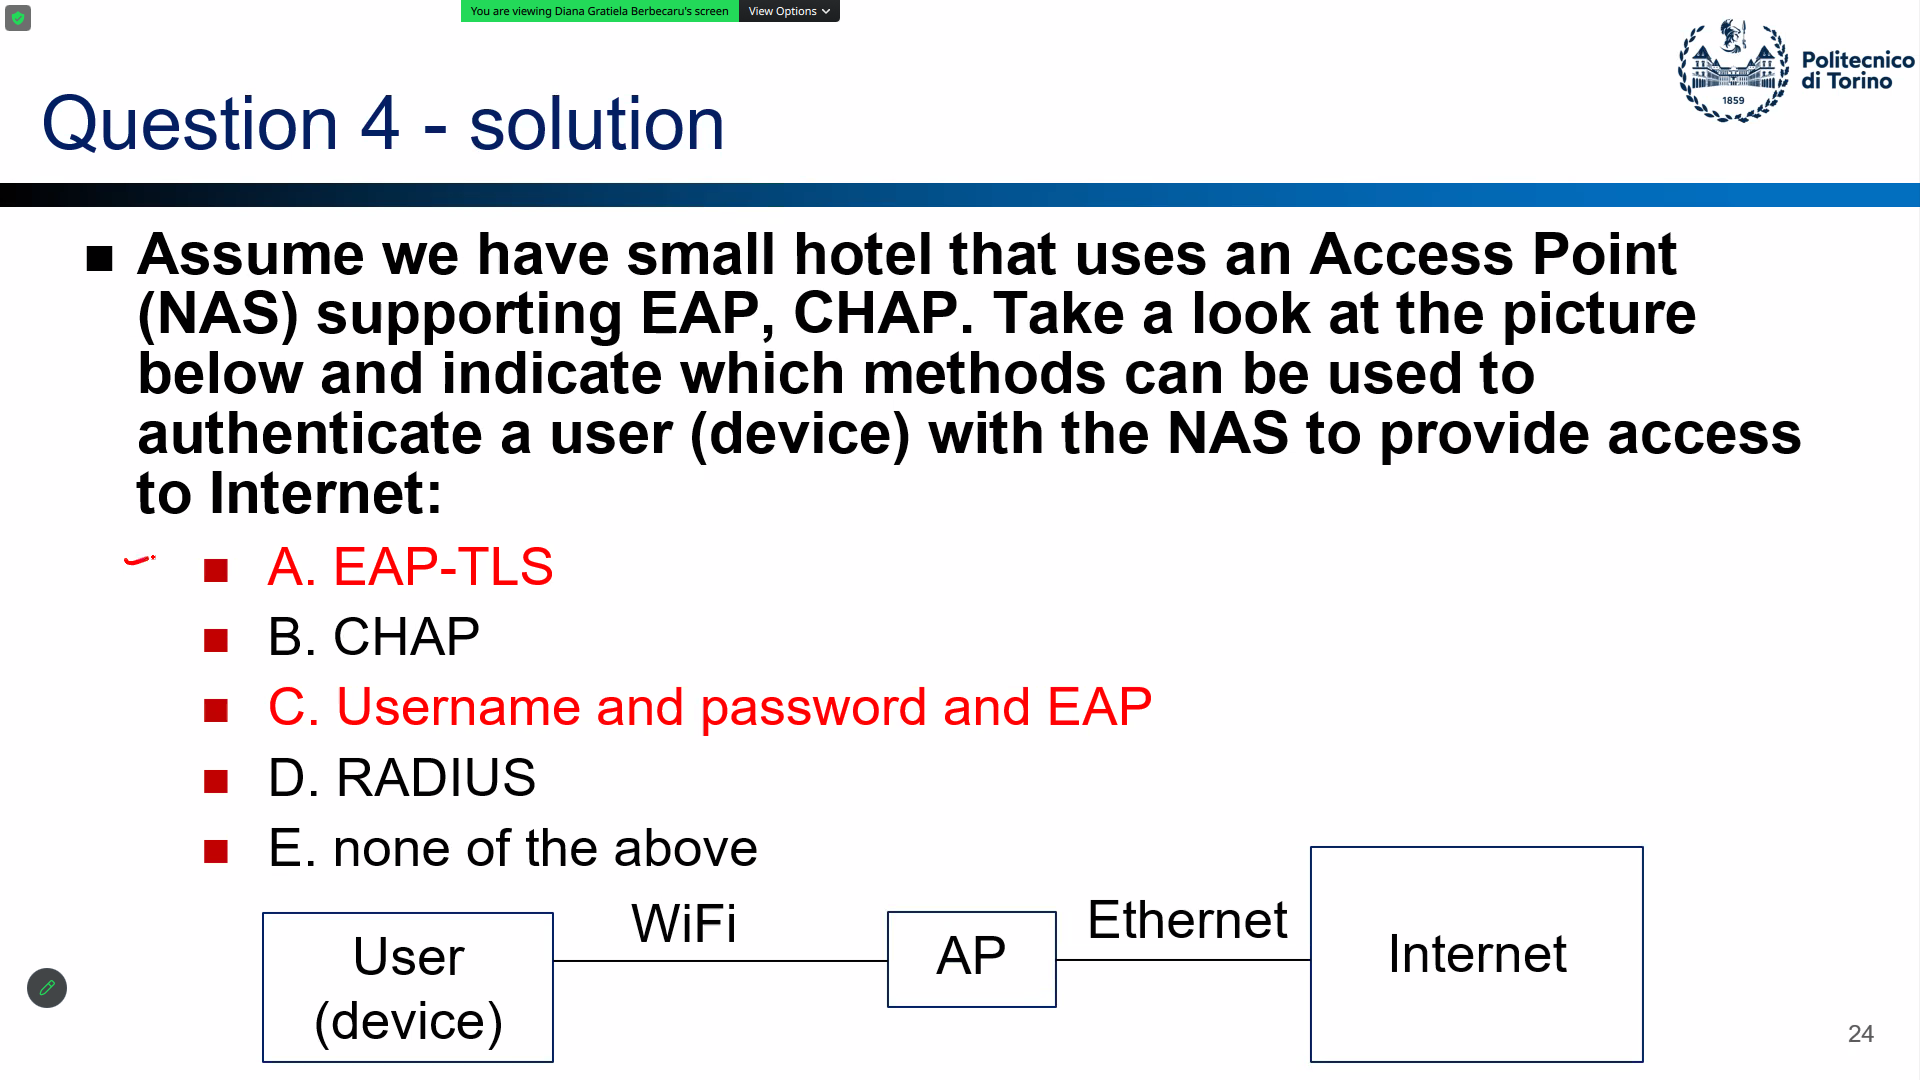 You are viewing Diana Gratiela Berbecaru's screen View Options
Politecnico
di Torino
1859
Question 4 - solution
Assume we have small hotel that uses an Access Point
(NAS) supporting EAP, CHAP. Take a look at the picture
below and indicate which methods can be used to
authenticate a user (device) with the NAS to provide access
to Internet:
A. EAP-TLS
B. CHAP
C. Username and password and EAP
D. RADIUS
E. none of the above
User
(device)
WiFi
AP
Ethernet
Internet
24